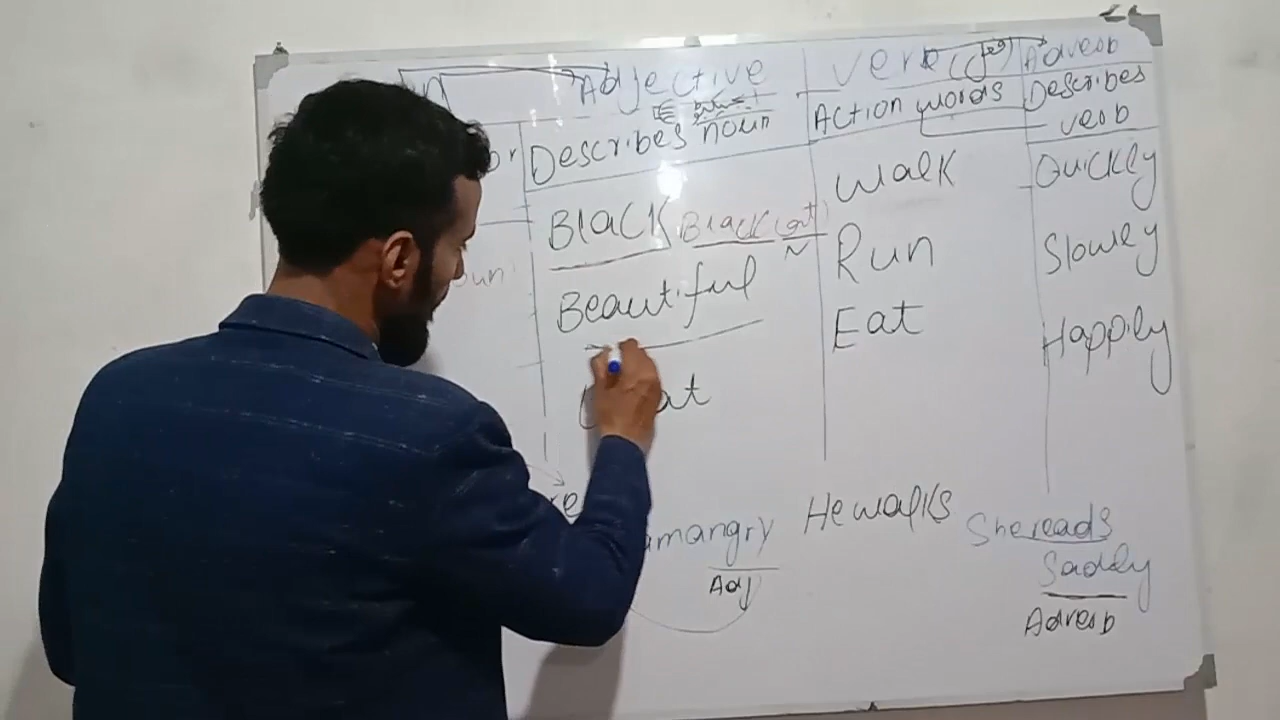 Adjective
Verb
Adverb
Describes noun
Action words
Describes
verb
Black Black Cat
N
Walk
Quickly
Beautiful
Run
Slowly
Eat
Happily
at
am angry
He walks
She reads
Adj
Sadly
Adverb